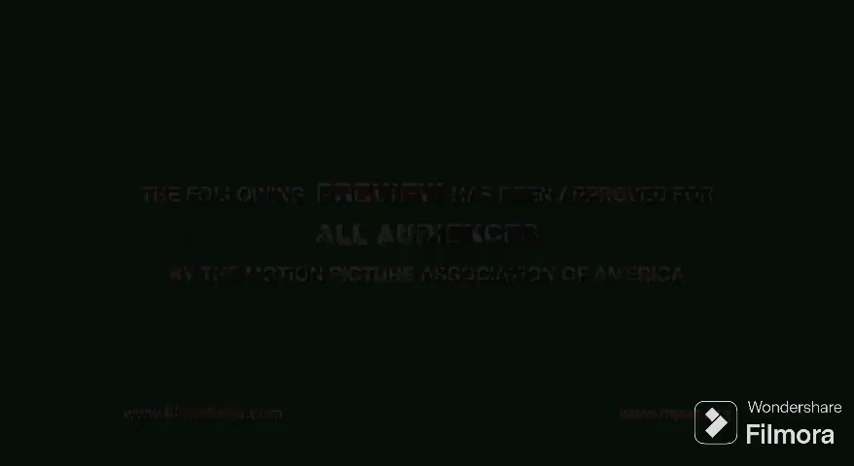 THE FOLLOWING PREVIEW HAS BEEN APPROVED FOR
ALL AUDIENCES
BY THE MOTION PICTURE ASSOCIATION OF AMERICA
Wondershare
Filmora